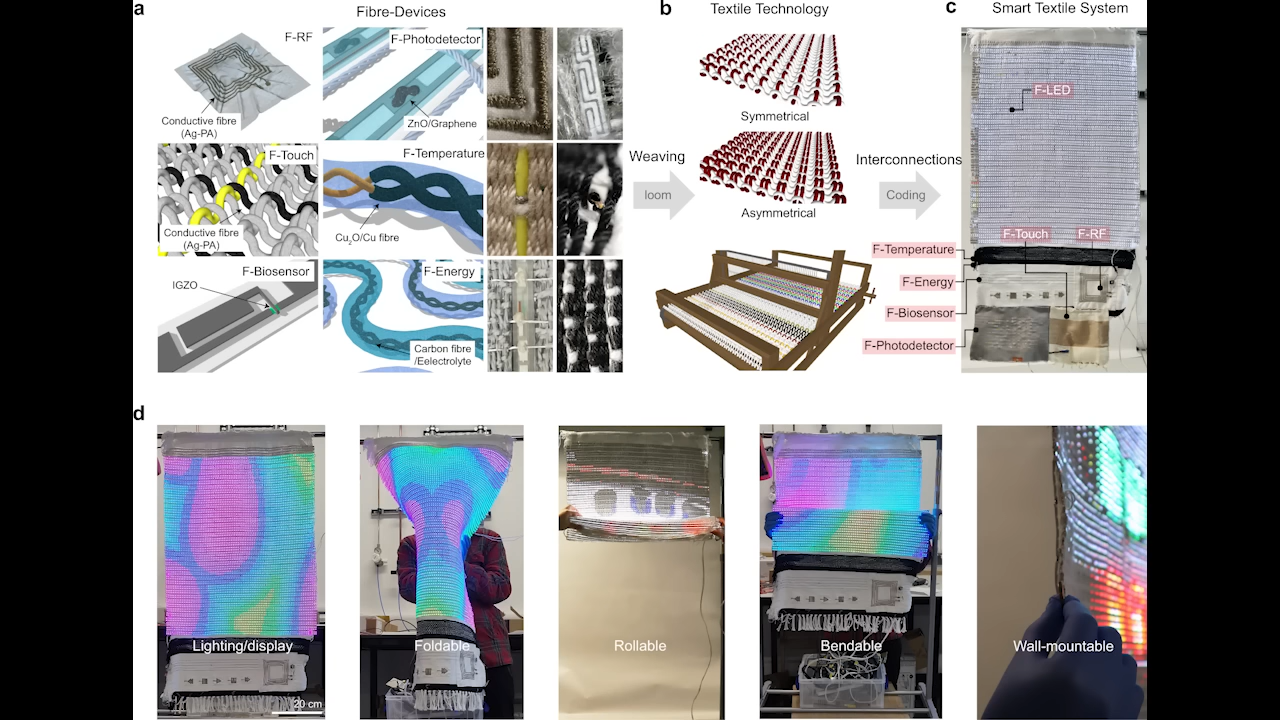 a
Fibre-Devices
F-RF
Conductive fibre
(Ag-PA)
F-Photodetector
ZnO/Graphene
F-Touch
Conductive fibre
(Ag-PA)
F-Temperature
Cu2O/Cu fibre
F-Biosensor
IGZO
F-Energy
Carbon fibre
/Eelectrolyte
b
Textile Technology
Symmetrical
Weaving
loom
Asymmetrical
Interconnections
Coding
c
Smart Textile System
F-LED
F-Touch
F-RF
F-Temperature
F-Energy
F-Biosensor
F-Photodetector
d
Lighting/display
20 cm
Foldable
Rollable
Bendable
Wall-mountable